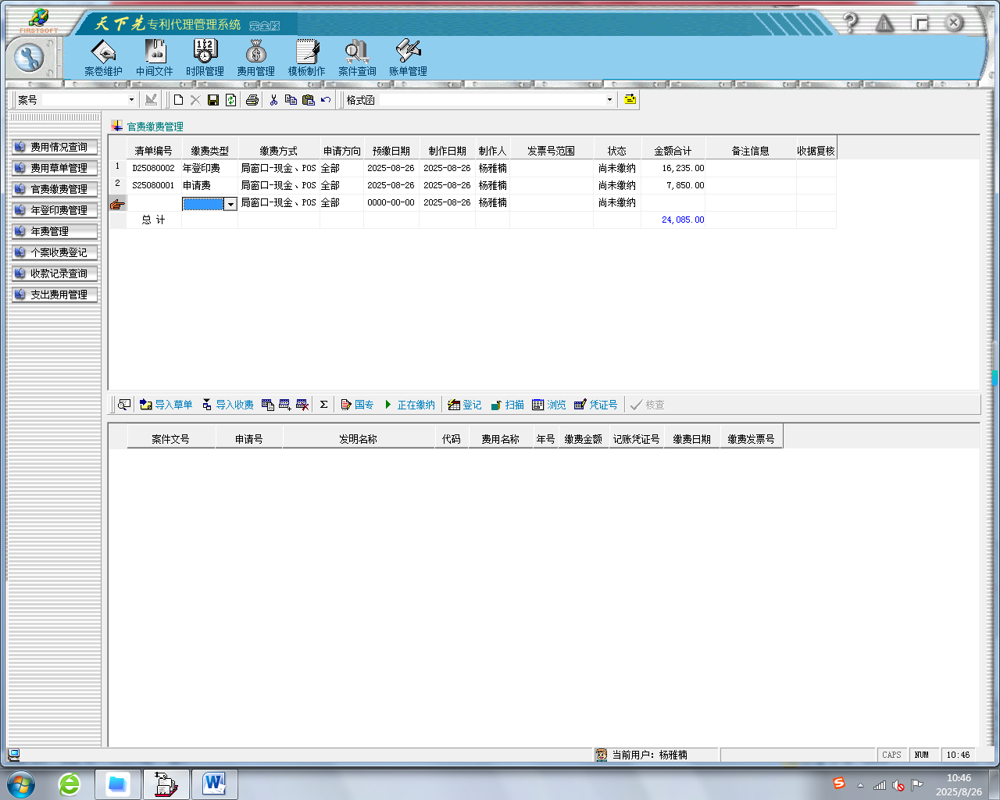 FIRSTSOFT
天下先专利代理管理系统 完全版
案卷维护 中间文件 时限管理 费用管理 模板制作 案件查询 账单管理
案号 格式函
官费缴费管理
费用情况查询
费用草单管理
官费缴费管理
年登印费管理
年费管理
个案收费登记
收款记录查询
支出费用管理
清单编号 缴费类型 缴费方式 申请方向 预缴日期 制作日期 制作人 发票号范围 状态 金额合计 备注信息 收据复核
1 D25080002 年登印费 局窗口-现金、POS 全部 2025-08-26 2025-08-26 杨雅楠 尚未缴纳 16,235.00
2 S25080001 申请费 局窗口-现金、POS 全部 2025-08-26 2025-08-26 杨雅楠 尚未缴纳 7,850.00
局窗口-现金、POS 全部 0000-00-00 2025-08-26 杨雅楠 尚未缴纳
总 计 24,085.00
导入草单 导入收费 Σ 国专 正在缴纳 登记 扫描 浏览 凭证号 核查
案件文号 申请号 发明名称 代码 费用名称 年号 缴费金额 记账凭证号 缴费日期 缴费发票号
当前用户: 杨雅楠 CAPS NUM 10:46
10:46
2025/8/26